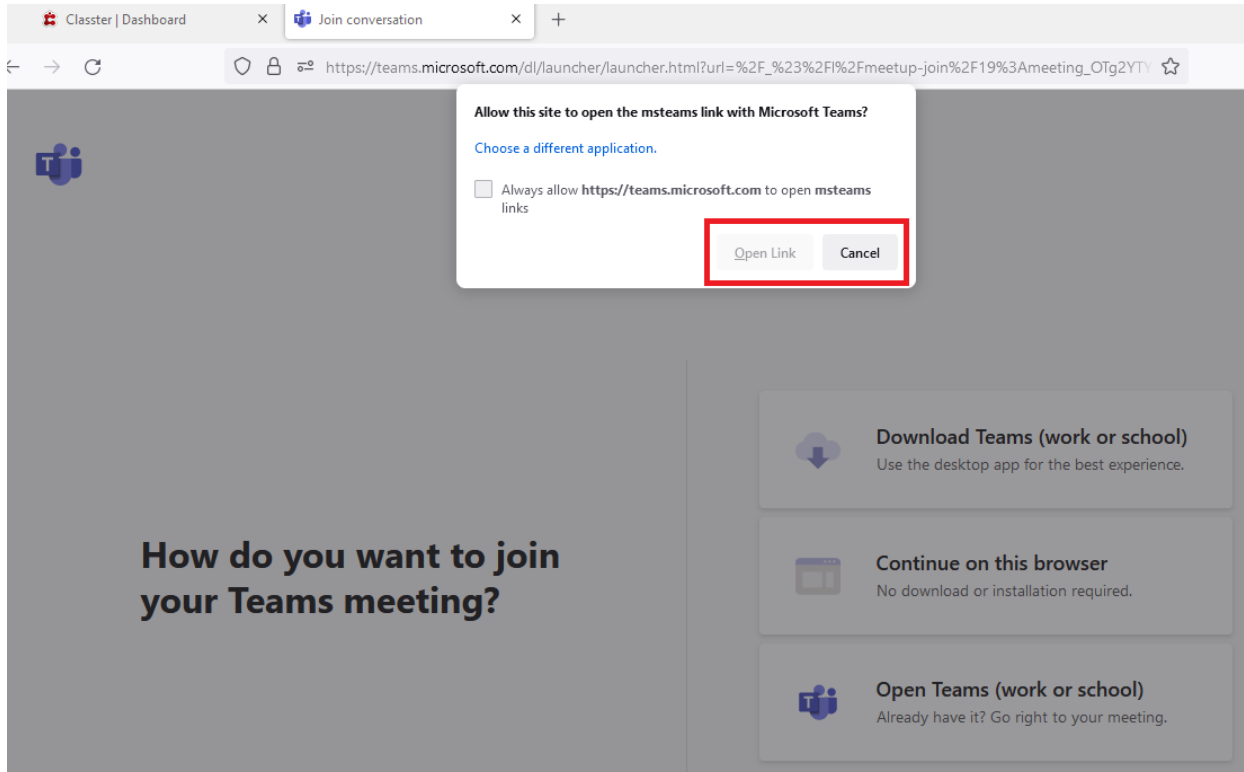 Classter | Dashboard
Join conversation
https://teams.microsoft.com/dl/launcher/launcher.html?url=%2F_%23%2Fl%2Fmeetup-join%2F19%3Ameeting_OTg2YTY
Allow this site to open the msteams link with Microsoft Teams?
Choose a different application.
Always allow https://teams.microsoft.com to open msteams
links
Open Link Cancel
T
Download Teams (work or school)
Use the desktop app for the best experience.
How do you want to join
your Teams meeting?
Continue on this browser
No download or installation required.
T
Open Teams (work or school)
Already have it? Go right to your meeting.